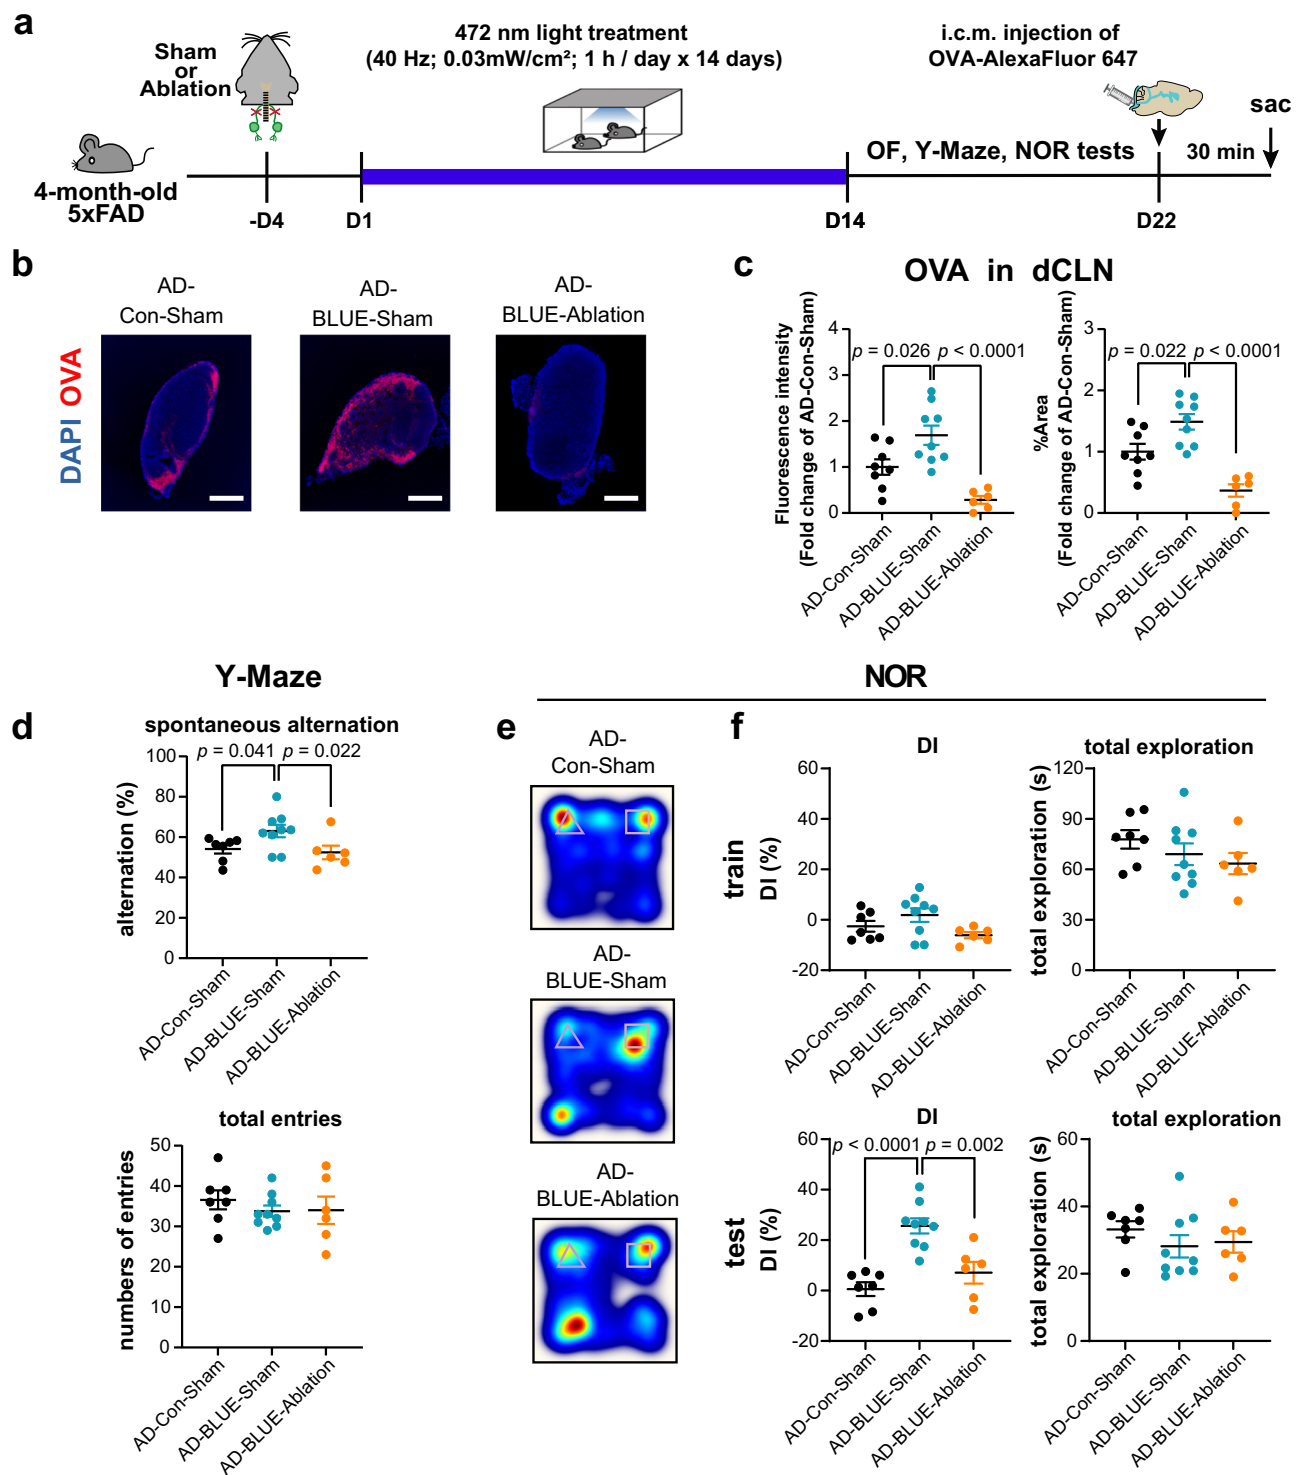 a
Sham
or
Ablation
472 nm light treatment
(40 Hz; 0.03mW/cm²; 1 h / day x 14 days)
i.c.m. injection of
OVA-AlexaFluor 647
sac
OF, Y-Maze, NOR tests
30 min
4-month-old
5xFAD
-D4
D1
D14
D22
b
AD-
Con-Sham
AD-
BLUE-Sham
AD-
BLUE-Ablation
DAPI OVA
c
OVA in dCLN
Fluorescence intensity
(Fold change of AD-Con-Sham)
4
3
2
1
0
p = 0.026
p < 0.0001
AD-Con-Sham
AD-BLUE-Sham
AD-BLUE-Ablation
%Area
(Fold change of AD-Con-Sham)
3
2
1
0
p = 0.022
p < 0.0001
AD-Con-Sham
AD-BLUE-Sham
AD-BLUE-Ablation
Y-Maze
d
spontaneous alternation
p = 0.041
p = 0.022
alternation (%)
100
80
60
40
20
0
AD-Con-Sham
AD-BLUE-Sham
AD-BLUE-Ablation
total entries
numbers of entries
50
40
30
20
10
0
AD-Con-Sham
AD-BLUE-Sham
AD-BLUE-Ablation
NOR
e
AD-
Con-Sham
AD-
BLUE-Sham
AD-
BLUE-Ablation
f
train
DI
DI (%)
60
40
20
0
-20
AD-Con-Sham
AD-BLUE-Sham
AD-BLUE-Ablation
total exploration
total exploration (s)
120
90
60
30
0
AD-Con-Sham
AD-BLUE-Sham
AD-BLUE-Ablation
test
DI
DI (%)
60
40
20
0
-20
p < 0.0001
p = 0.002
AD-Con-Sham
AD-BLUE-Sham
AD-BLUE-Ablation
total exploration
total exploration (s)
60
40
20
0
AD-Con-Sham
AD-BLUE-Sham
AD-BLUE-Ablation